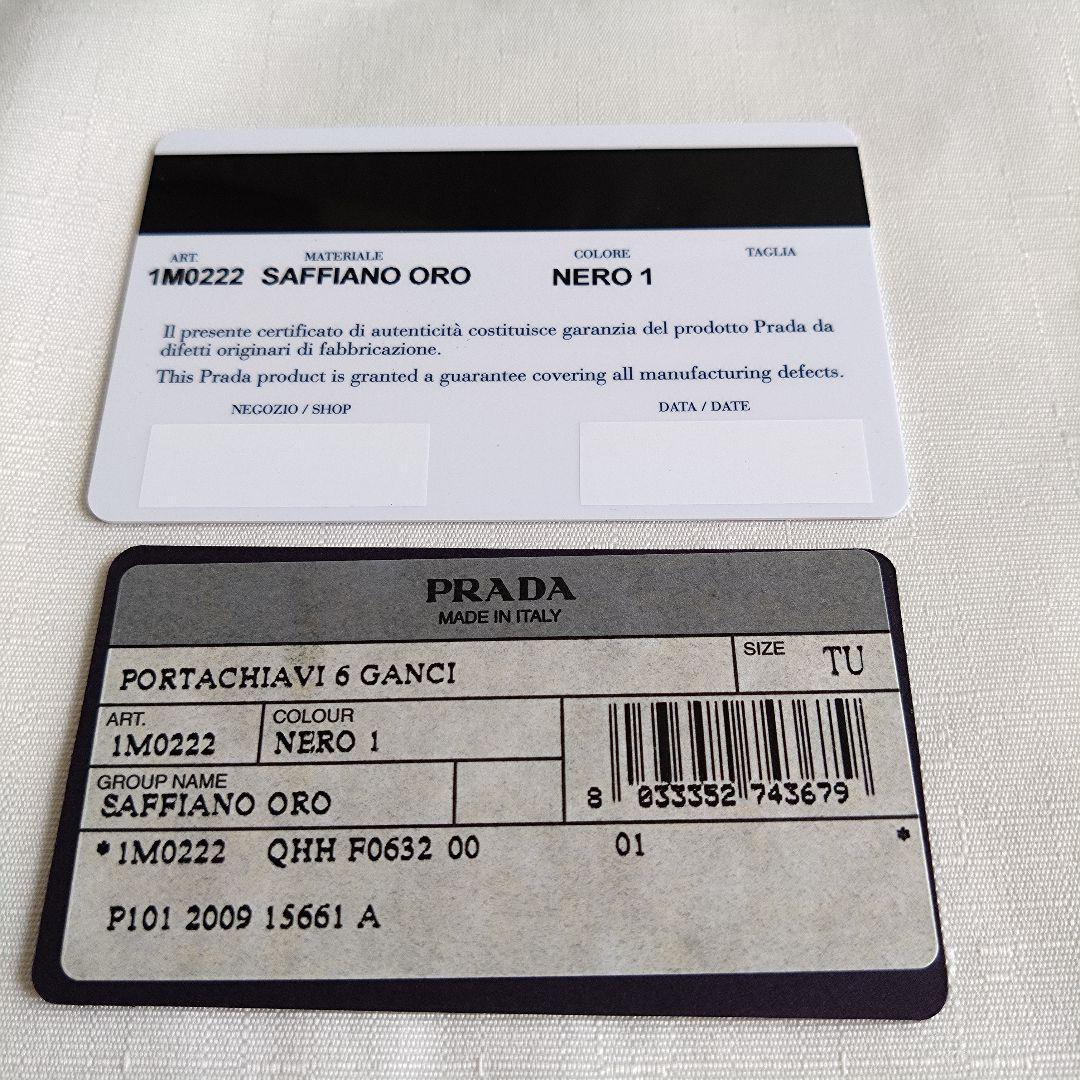 ART. MATERIALE COLORE TAGLIA
1M0222 SAFFIANO ORO NERO 1
Il presente certificato di autenticità costituisce garanzia del prodotto Prada da
difetti originari di fabbricazione.
This Prada product is granted a guarantee covering all manufacturing defects.
NEGOZIO / SHOP DATA / DATE
PRADA
MADE IN ITALY
PORTACHIAVI 6 GANCI
SIZE TU
ART. COLOUR
1M0222 NERO 1
GROUP NAME
SAFFIANO ORO
8 033352 743679
*1M0222 QHH F0632 00 01 *
P101 2009 15661 A